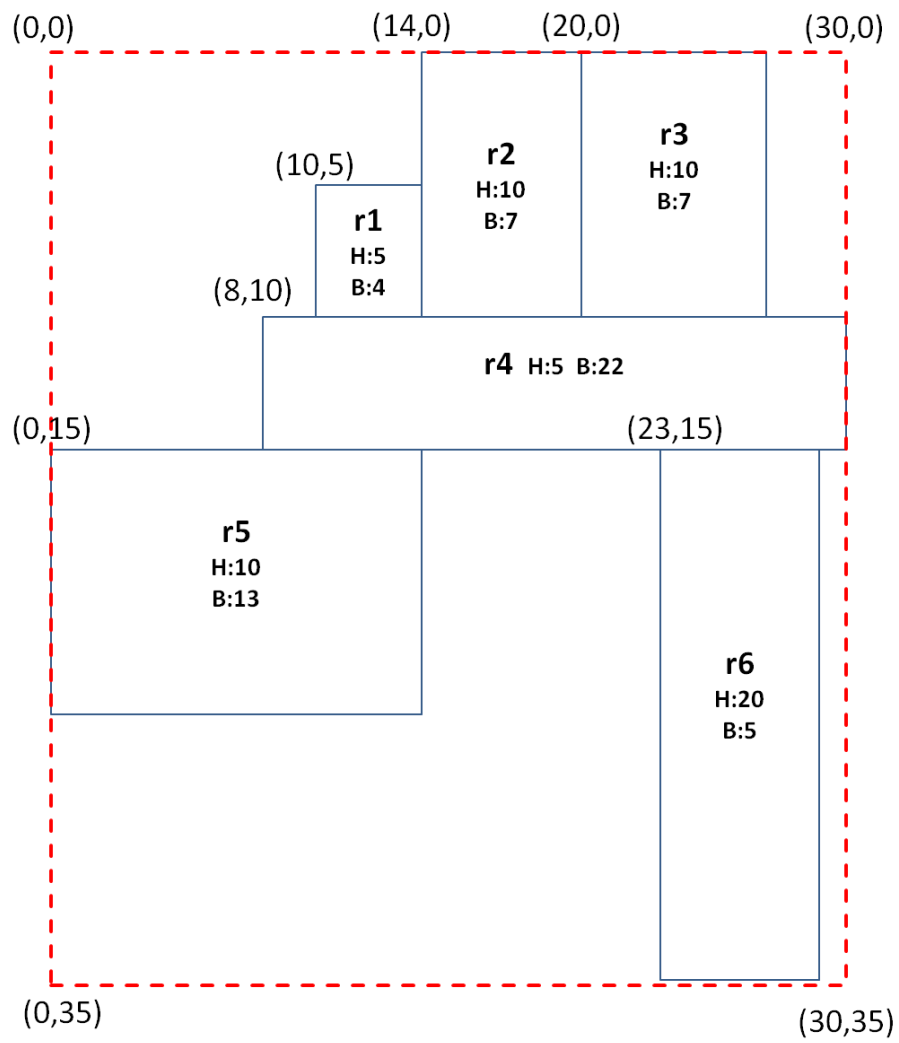 (0,0)
(14,0)
(20,0)
(30,0)
r2
H:10
B:7
r3
H:10
B:7
(10,5)
r1
H:5
B:4
(8,10)
r4 H:5 B:22
(0,15)
(23,15)
r5
H:10
B:13
r6
H:20
B:5
(0,35)
(30,35)